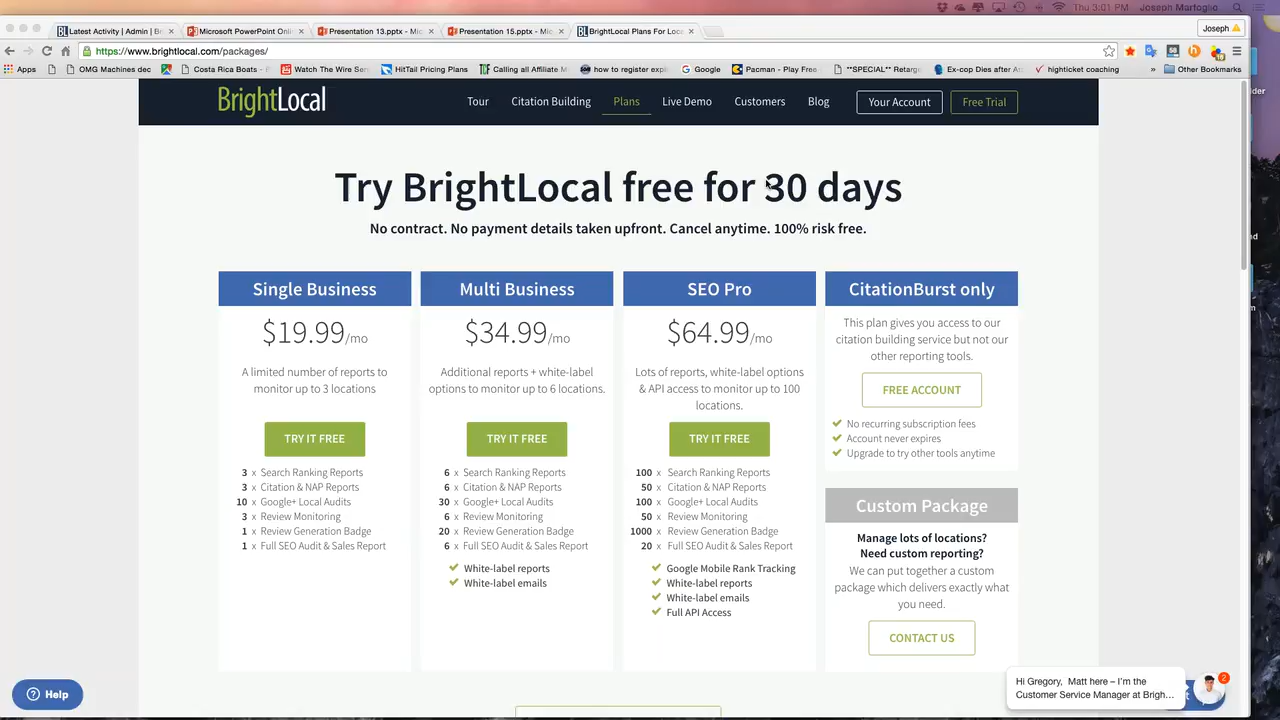 Thu 3:01 PM Joseph Martoglio
Latest Activity | Admin | Br
Microsoft PowerPoint Onli
Presentation 13.pptx - Mic
Presentation 15.pptx - Mic
BrightLocal Plans For Loca
Joseph
https://www.brightlocal.com/packages/
Apps
OMG Machines dec
Costa Rica Boats –
Watch The Wire Ser
HitTail Pricing Plans
Calling all Affiliate M
how to register expi
Google
Pacman - Play Free
**SPECIAL** Retarg
Ex-cop Dies after A
highticket coaching
»
Other Bookmarks
BrightLocal
Tour
Citation Building
Plans
Live Demo
Customers
Blog
Your Account
Free Trial
Try BrightLocal free for 30 days
No contract. No payment details taken upfront. Cancel anytime. 100% risk free.
Single Business
$19.99/mo
A limited number of reports to
monitor up to 3 locations
TRY IT FREE
3 x Search Ranking Reports
3 x Citation & NAP Reports
10 x Google+ Local Audits
3 x Review Monitoring
1 x Review Generation Badge
1 x Full SEO Audit & Sales Report
Multi Business
$34.99/mo
Additional reports + white-label
options to monitor up to 6 locations.
TRY IT FREE
6 x Search Ranking Reports
6 x Citation & NAP Reports
30 x Google+ Local Audits
6 x Review Monitoring
20 x Review Generation Badge
6 x Full SEO Audit & Sales Report
White-label reports
White-label emails
SEO Pro
$64.99/mo
Lots of reports, white-label options
& API access to monitor up to 100
locations.
TRY IT FREE
100 x Search Ranking Reports
50 x Citation & NAP Reports
100 x Google+ Local Audits
50 x Review Monitoring
1000 x Review Generation Badge
20 x Full SEO Audit & Sales Report
Google Mobile Rank Tracking
White-label reports
White-label emails
Full API Access
CitationBurst only
This plan gives you access to our
citation building service but not our
other reporting tools.
FREE ACCOUNT
No recurring subscription fees
Account never expires
Upgrade to try other tools anytime
Custom Package
Manage lots of locations?
Need custom reporting?
We can put together a custom
package which delivers exactly what
you need.
CONTACT US
Help
Hi Gregory, Matt here – I'm the
Customer Service Manager at Brigh...
2